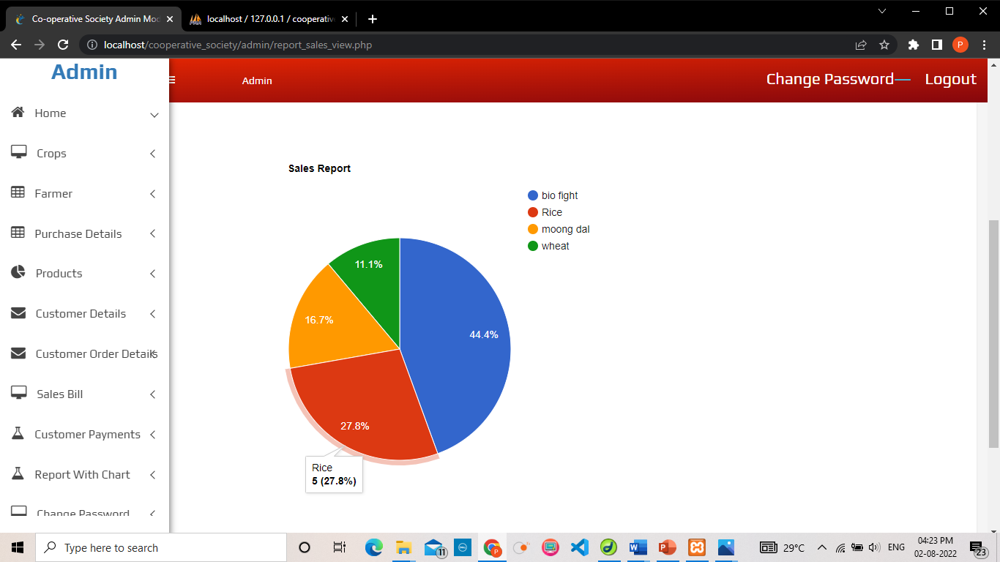 Co-operative Society Admin Mod
localhost / 127.0.0.1 / cooperative
localhost/cooperative_society/admin/report_sales_view.php
P
Admin
Admin
Change Password
Logout
Home
Crops
Farmer
Purchase Details
Products
Customer Details
Customer Order Details
Sales Bill
Customer Payments
Report With Chart
Change Password
Sales Report
bio fight
Rice
moong dal
wheat
11.1%
16.7%
44.4%
27.8%
Rice
5 (27.8%)
Type here to search
11
29°C
ENG
04:23 PM
02-08-2022
23